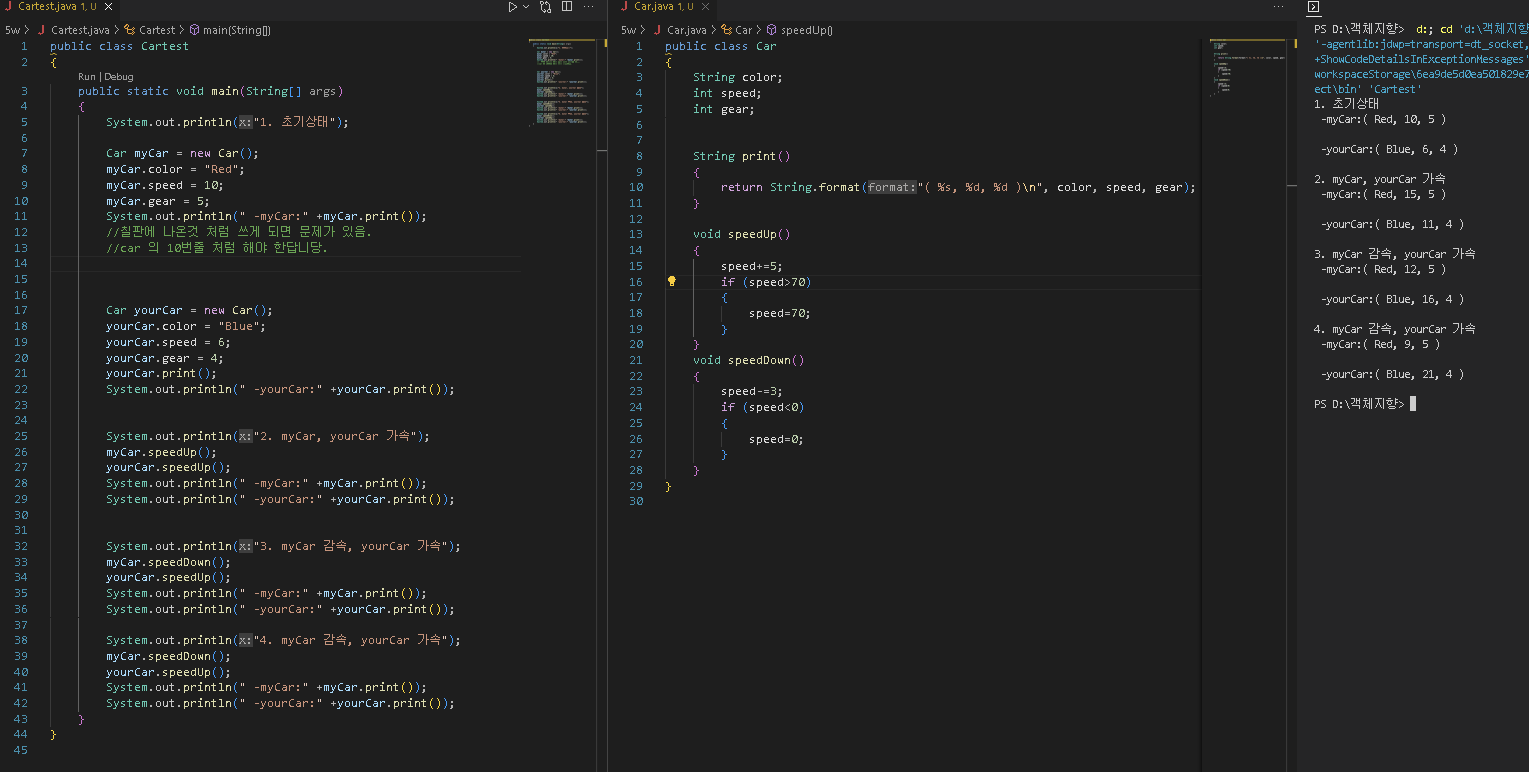 Cartest.java 1, U
5w > Cartest.java > Cartest > main(String[])
1 public class Cartest
2 {
Run | Debug
3 public static void main(String[] args)
4 {
5 System.out.println(x:"1. 초기상태");
6
7 Car myCar = new Car();
8 myCar.color = "Red";
9 myCar.speed = 10;
10 myCar.gear = 5;
11 System.out.println(" -myCar:" +myCar.print());
12 //칠판에 나온것 처럼 쓰게 되면 문제가 있음.
13 //car 의 10번줄 처럼 해야 한답니당.
14
15
16
17 Car yourCar = new Car();
18 yourCar.color = "Blue";
19 yourCar.speed = 6;
20 yourCar.gear = 4;
21 yourCar.print();
22 System.out.println(" -yourCar:" +yourCar.print());
23
24
25 System.out.println(x:"2. myCar, yourCar 가속");
26 myCar.speedUp();
27 yourCar.speedUp();
28 System.out.println(" -myCar:" +myCar.print());
29 System.out.println(" -yourCar:" +yourCar.print());
30
31
32 System.out.println(x:"3. myCar 감속, yourCar 가속");
33 myCar.speedDown();
34 yourCar.speedUp();
35 System.out.println(" -myCar:" +myCar.print());
36 System.out.println(" -yourCar:" +yourCar.print());
37
38 System.out.println(x:"4. myCar 감속, yourCar 가속");
39 myCar.speedDown();
40 yourCar.speedUp();
41 System.out.println(" -myCar:" +myCar.print());
42 System.out.println(" -yourCar:" +yourCar.print());
43 }
44 }
45
Car.java 1, U
5w > Car.java > Car > speedUp()
1 public class Car
2 {
3 String color;
4 int speed;
5 int gear;
6
7
8 String print()
9 {
10 return String.format(format:"( %s, %d, %d )\n", color, speed, gear);
11 }
12
13 void speedUp()
14 {
15 speed+=5;
16 if (speed>70)
17 {
18 speed=70;
19 }
20 }
21 void speedDown()
22 {
23 speed-=3;
24 if (speed<0)
25 {
26 speed=0;
27 }
28 }
29 }
30
PS D:\객체지향> d:; cd 'd:\객체지향
'-agentlib:jdwp=transport=dt_socket,
+ShowCodeDetailsInExceptionMessages'
workspaceStorage\6ea9de5d0ea501829e7
ect\bin' 'Cartest'
1. 초기상태
-myCar:( Red, 10, 5 )
-yourCar:( Blue, 6, 4 )
2. myCar, yourCar 가속
-myCar:( Red, 15, 5 )
-yourCar:( Blue, 11, 4 )
3. myCar 감속, yourCar 가속
-myCar:( Red, 12, 5 )
-yourCar:( Blue, 16, 4 )
4. myCar 감속, yourCar 가속
-myCar:( Red, 9, 5 )
-yourCar:( Blue, 21, 4 )
PS D:\객체지향>